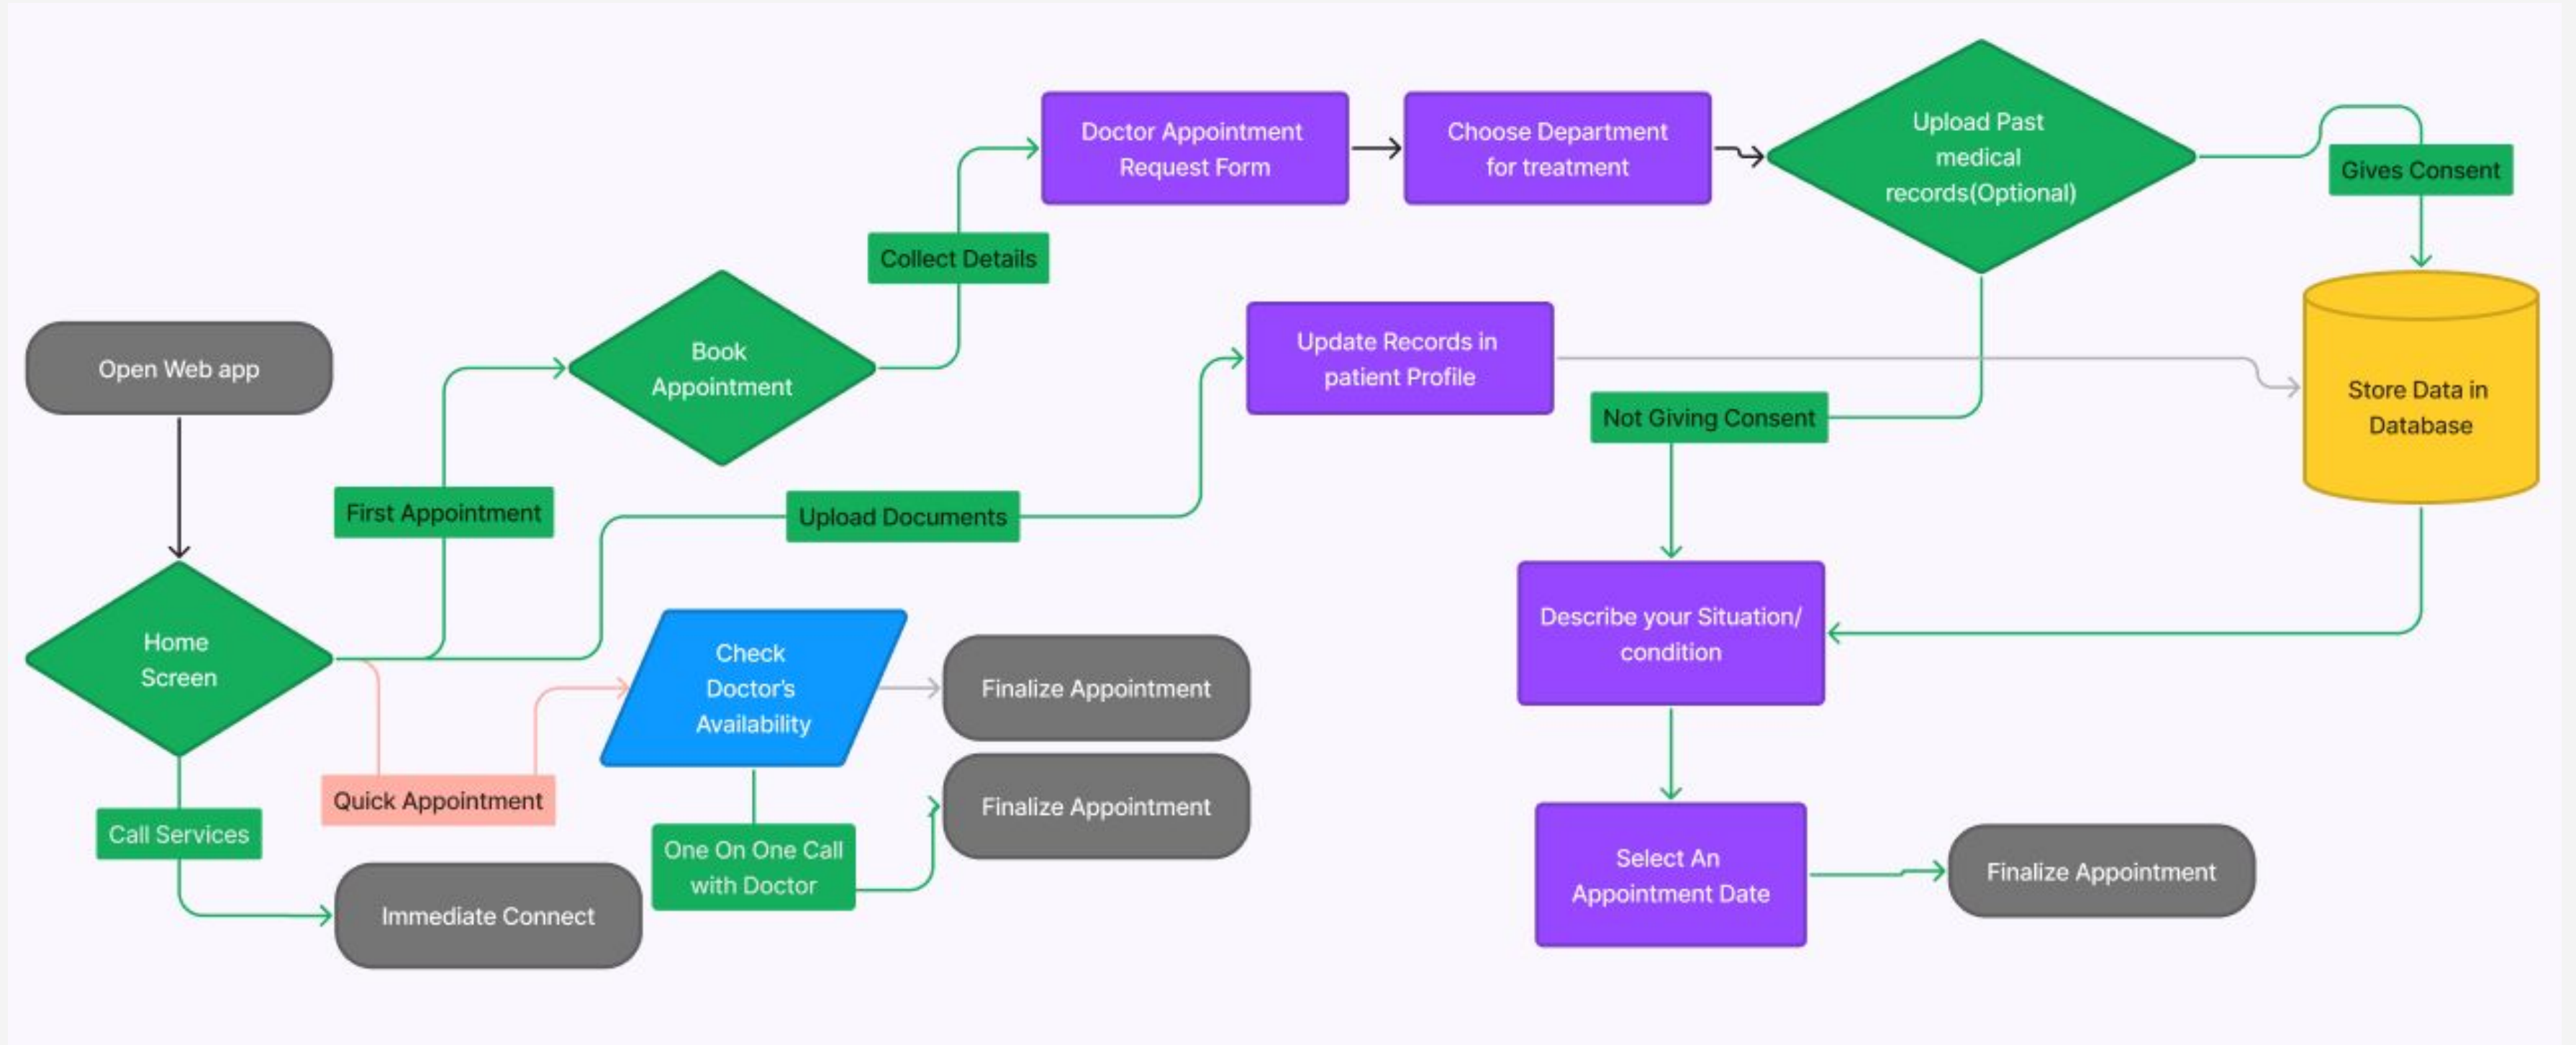 Open Web app
Home
Screen
Call Services
Immediate Connect
First Appointment
Quick Appointment
Book
Appointment
Collect Details
Doctor Appointment
Request Form
Choose Department
for treatment
Upload Past
medical
records(Optional)
Gives Consent
Store Data in
Database
Not Giving Consent
Upload Documents
Update Records in
patient Profile
Check
Doctor's
Availability
Finalize Appointment
One On One Call
with Doctor
Finalize Appointment
Describe your Situation/
condition
Select An
Appointment Date
Finalize Appointment